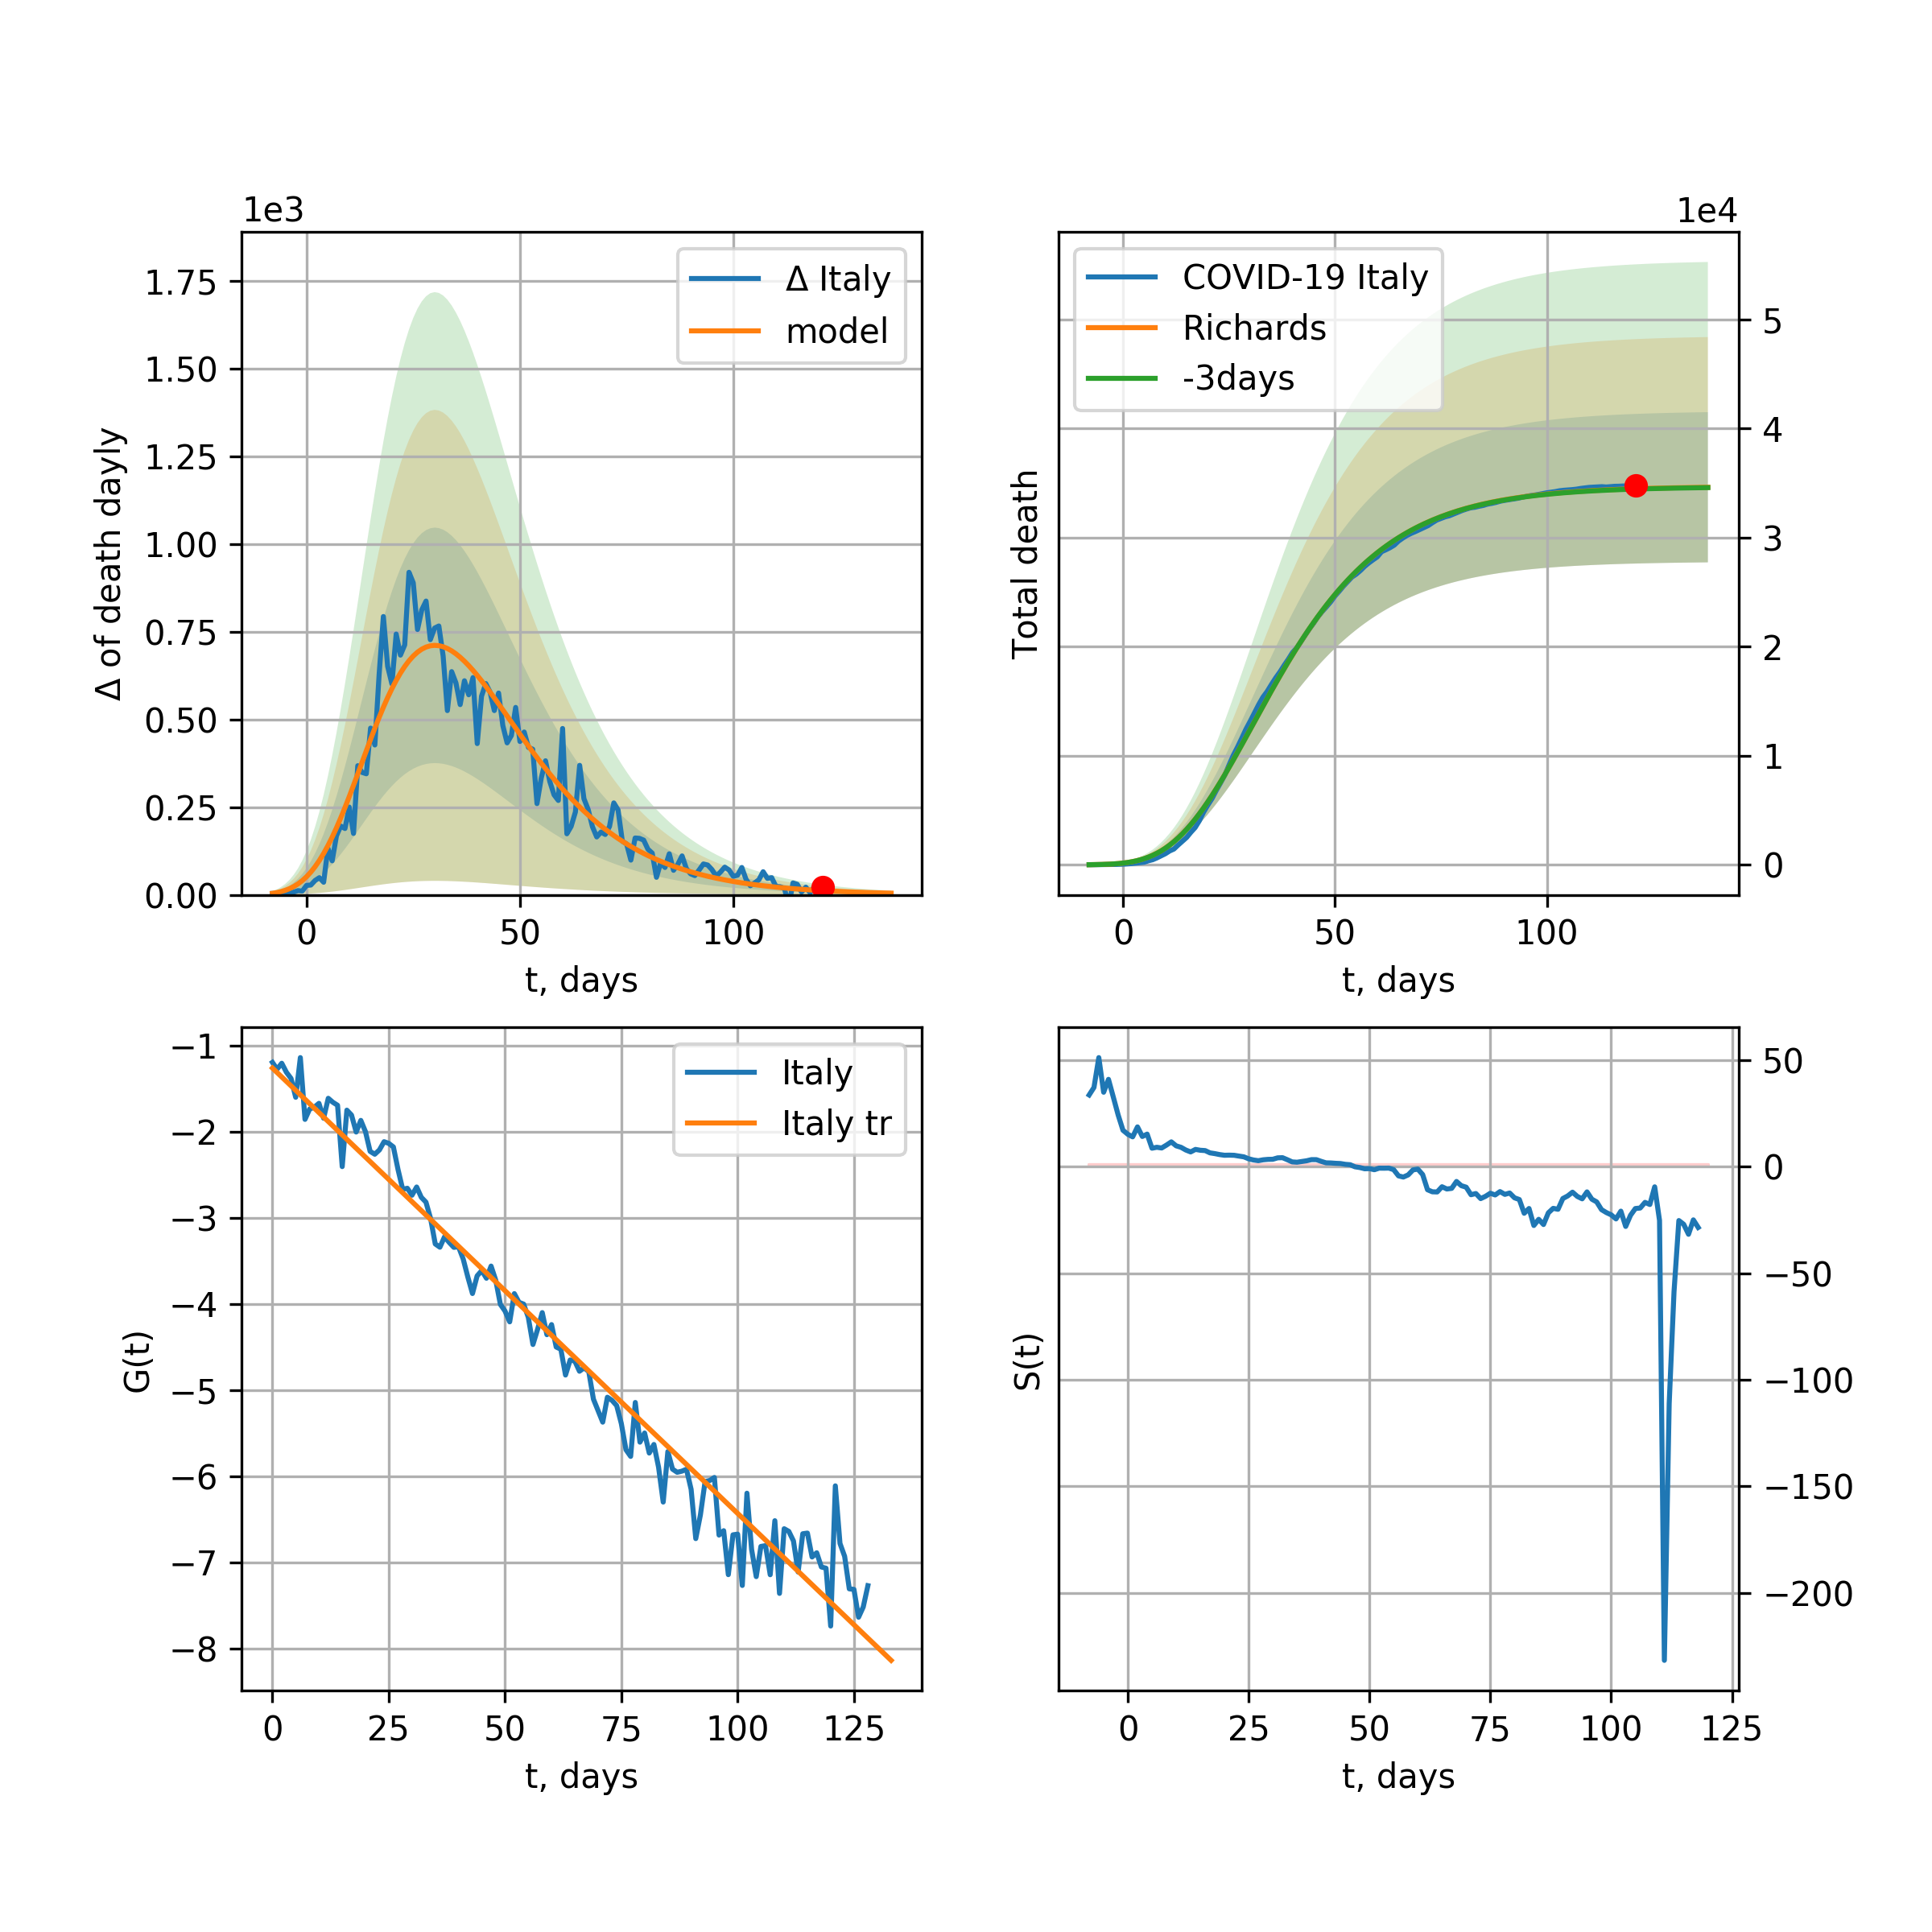 1e3
Δ of death dayly
1.75
1.50
1.25
1.00
0.75
0.50
0.25
0.00
Δ Italy
model
0 50 100
t, days
1e4
Total death
COVID-19 Italy
Richards
-3days
5
4
3
2
1
0
0 50 100
t, days
G(t)
−1
−2
−3
−4
−5
−6
−7
−8
Italy
Italy tr
0 25 50 75 100 125
t, days
S(t)
50
0
−50
−100
−150
−200
0 25 50 75 100 125
t, days